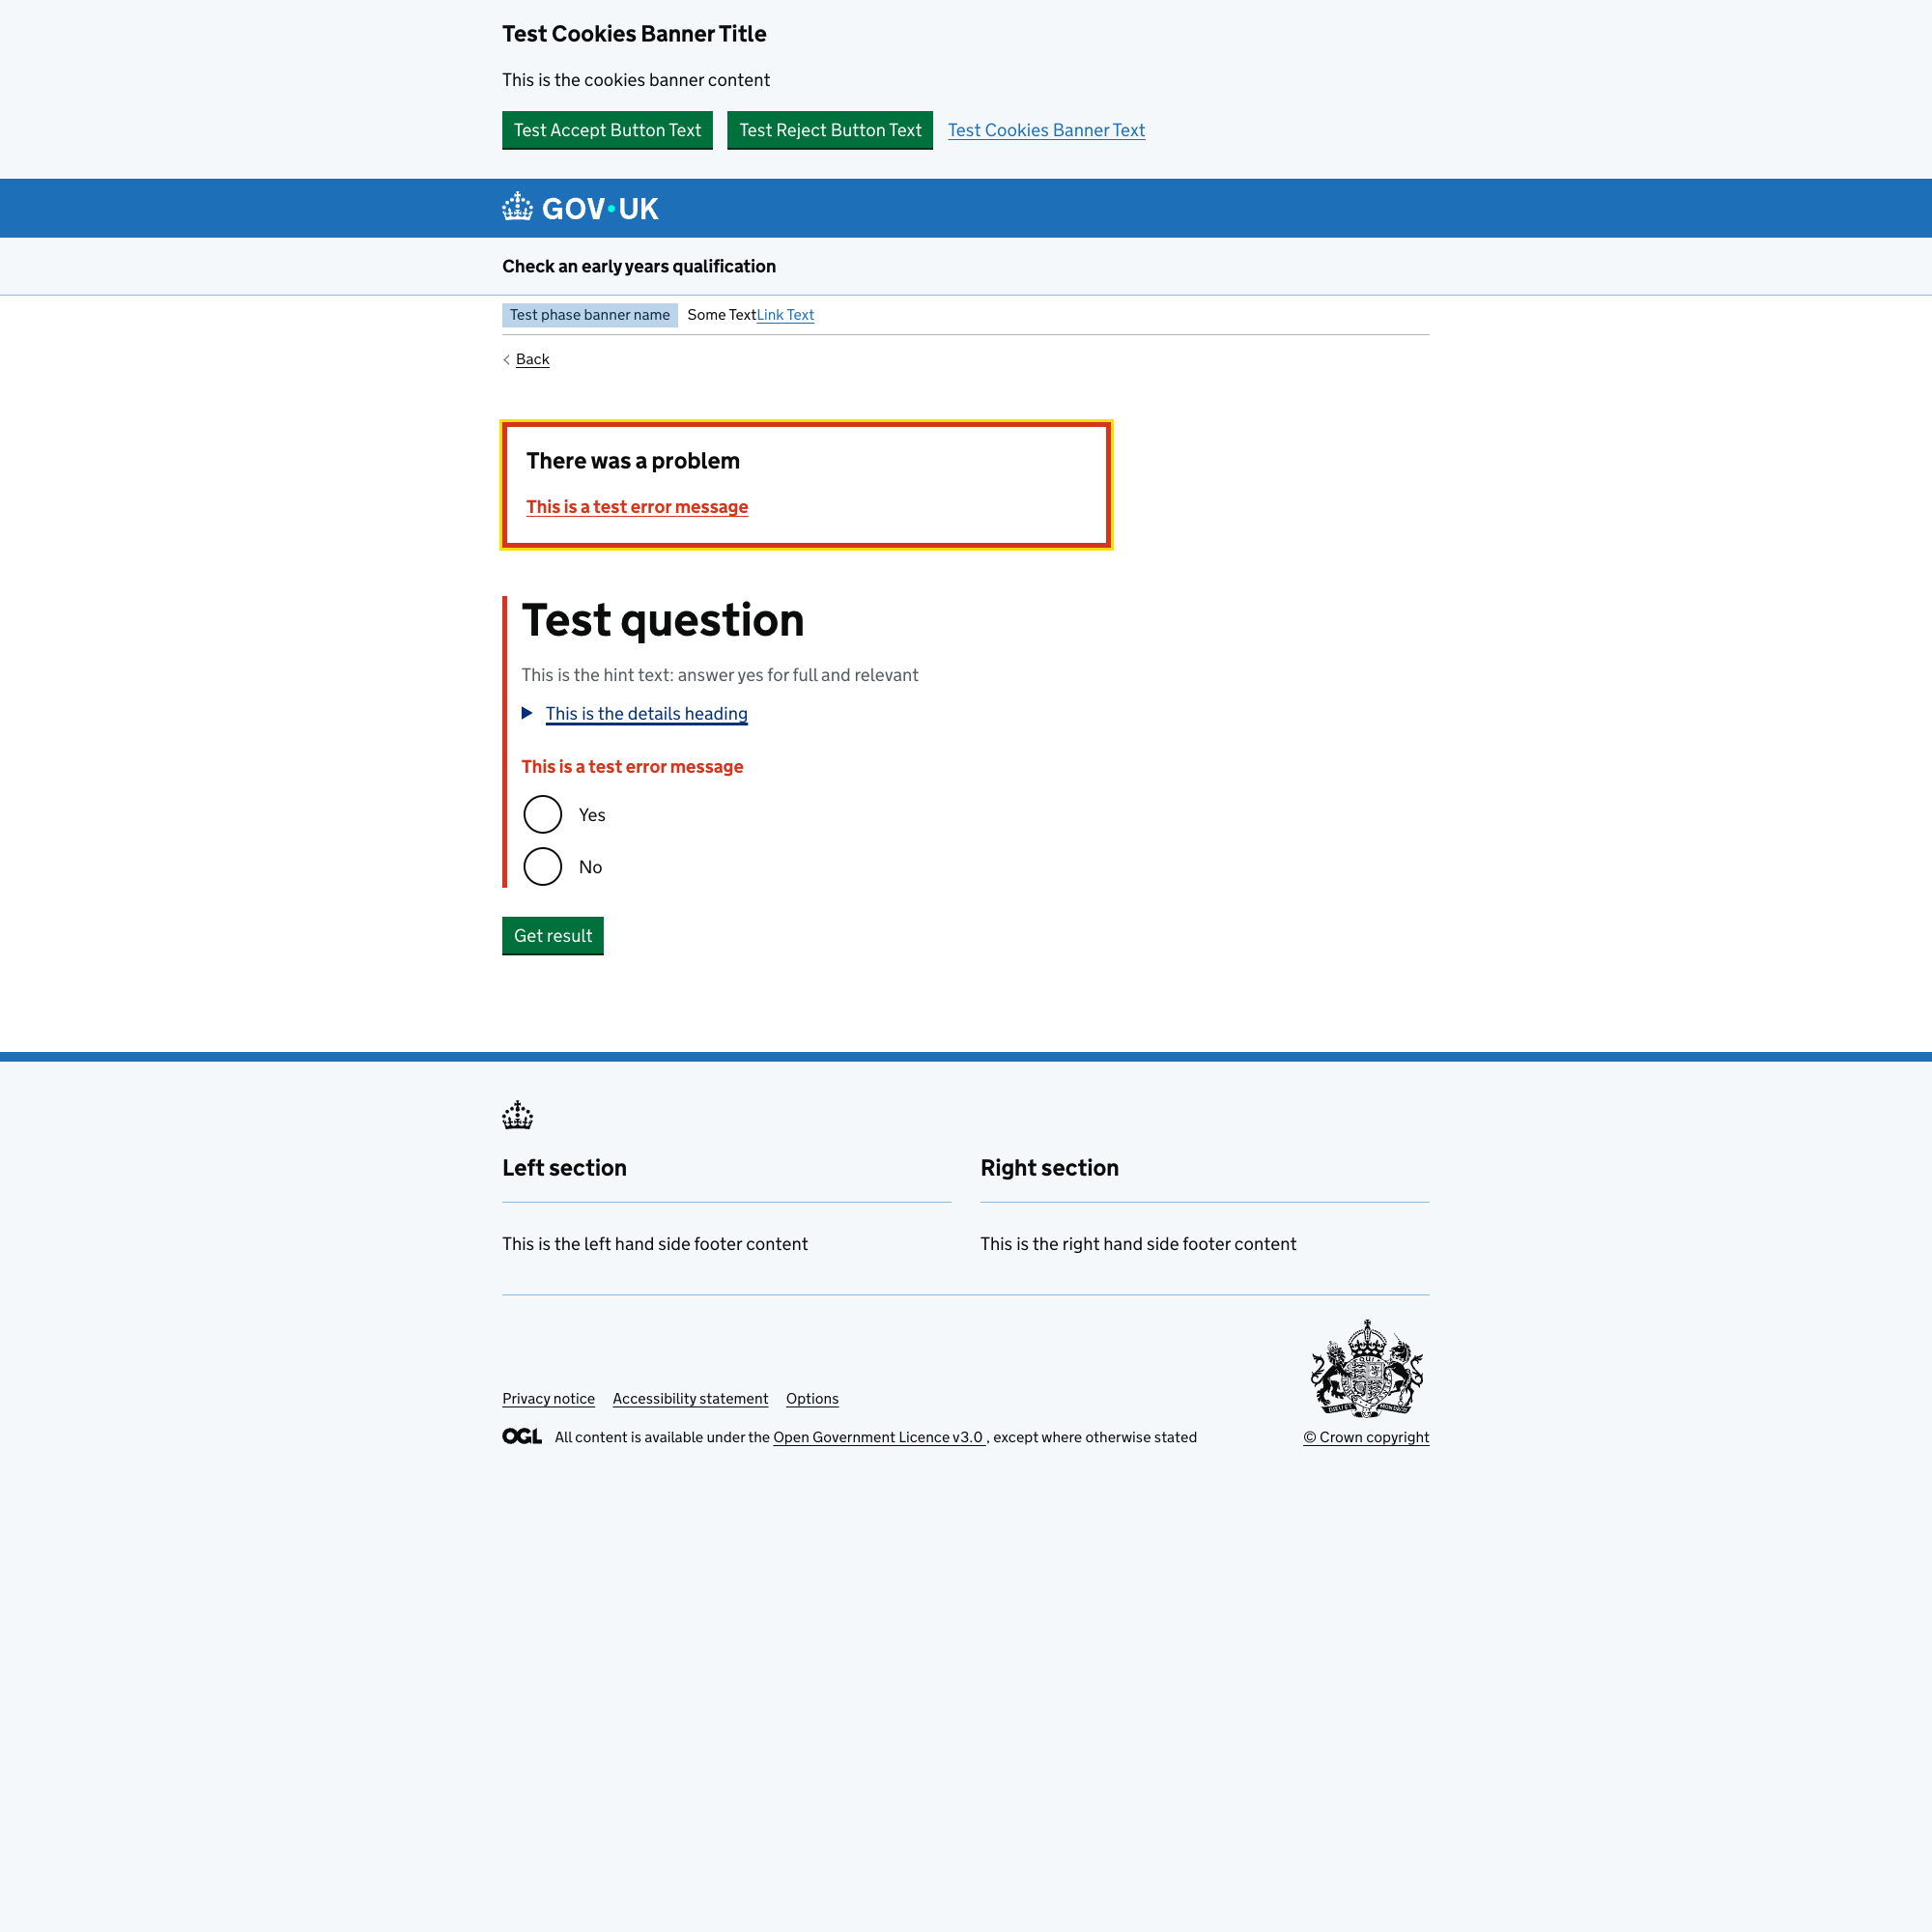 Test Cookies Banner Title
This is the cookies banner content
Test Accept Button Text Test Reject Button Text Test Cookies Banner Text
GOV·UK
Check an early years qualification
Test phase banner name Some TextLink Text
Back
There was a problem
This is a test error message
Test question
This is the hint text: answer yes for full and relevant
This is the details heading
This is a test error message
Yes
No
Get result
Left section
Right section
This is the left hand side footer content
This is the right hand side footer content
Privacy notice Accessibility statement Options
OGL All content is available under the Open Government Licence v3.0 , except where otherwise stated
© Crown copyright